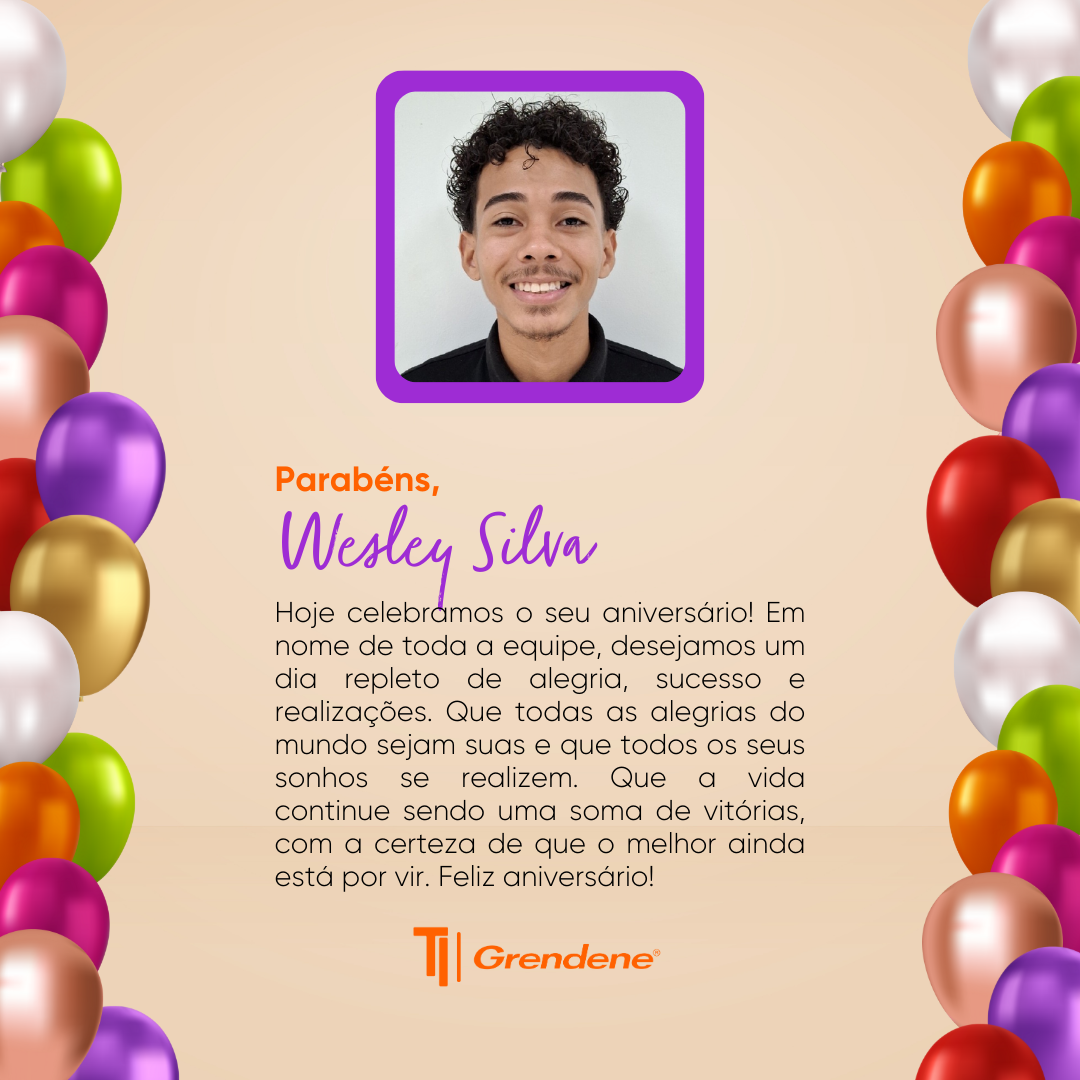 Parabéns,
Wesley Silva
Hoje celebramos o seu aniversário! Em
nome de toda a equipe, desejamos um
dia repleto de alegria, sucesso e
realizações. Que todas as alegrias do
mundo sejam suas e que todos os seus
sonhos se realizem. Que a vida
continue sendo uma soma de vitórias,
com a certeza de que o melhor ainda
está por vir. Feliz aniversário!
TI | Grendene®